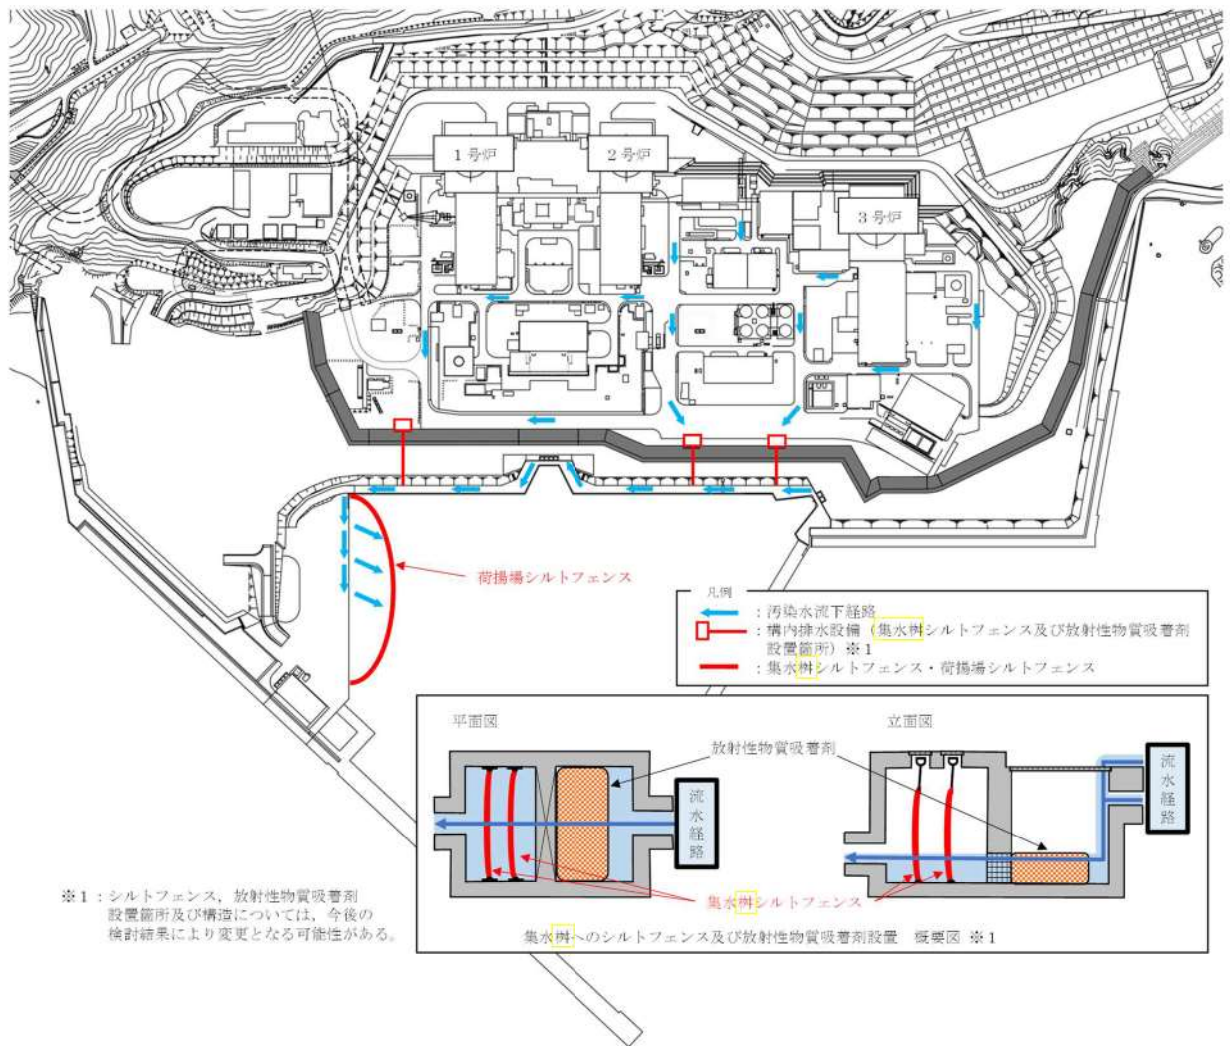 1号炉
2号炉
3号炉
荷揚場シルトフェンス
凡例
：汚染水流下経路
：構内排水設備（集水桝シルトフェンス及び放射性物質吸着剤
設置箇所）※1
：集水桝シルトフェンス・荷揚場シルトフェンス
平面図
立面図
放射性物質吸着剤
流水経路
流水経路
集水桝シルトフェンス
集水桝へのシルトフェンス及び放射性物質吸着剤設置　概要図 ※1
※1：シルトフェンス，放射性物質吸着剤
設置箇所及び構造については，今後の
検討結果により変更となる可能性がある。